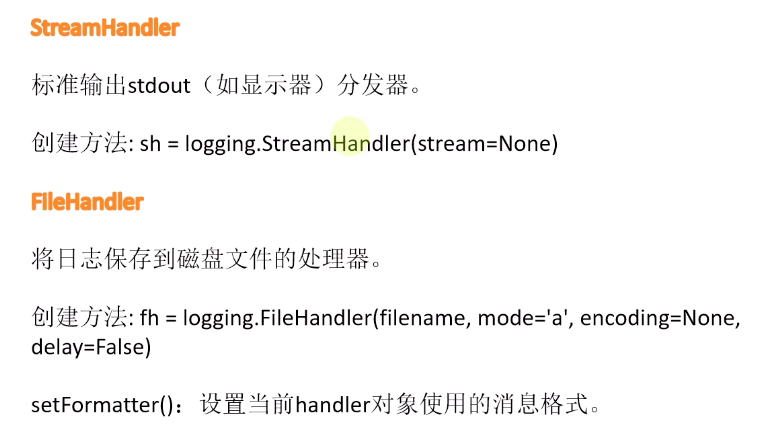 StreamHandler
标准输出stdout（如显示器）分发器。
创建方法: sh = logging.StreamHandler(stream=None)
FileHandler
将日志保存到磁盘文件的处理器。
创建方法: fh = logging.FileHandler(filename, mode='a', encoding=None,
delay=False)
setFormatter()：设置当前handler对象使用的消息格式。